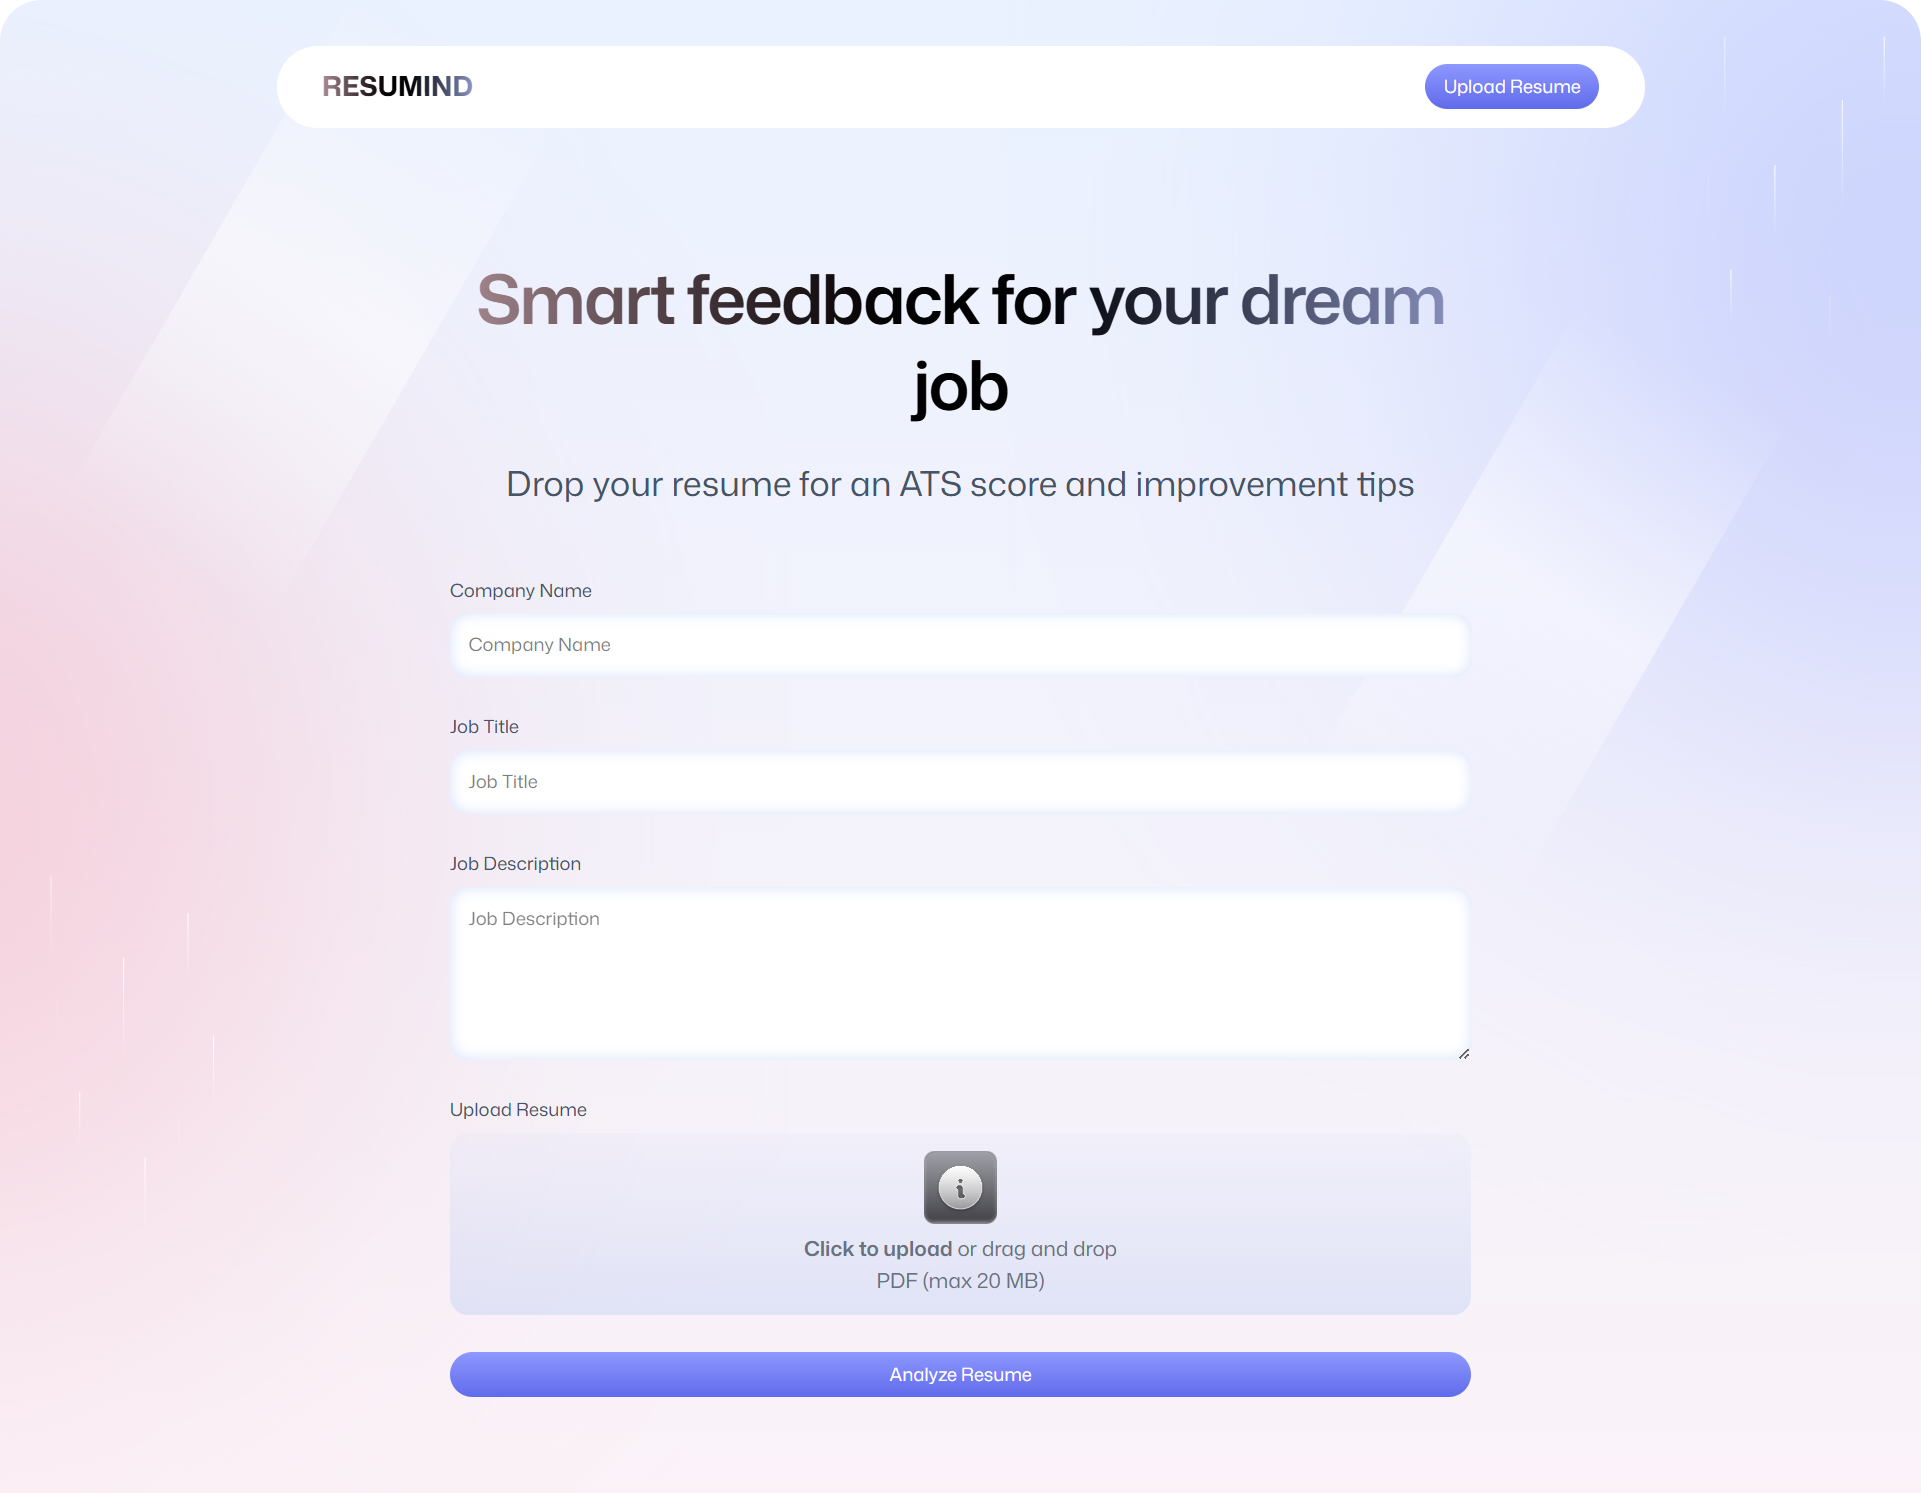 RESUMIND
Upload Resume
Smart feedback for your dream
job
Drop your resume for an ATS score and improvement tips
Company Name
Company Name
Job Title
Job Title
Job Description
Job Description
Upload Resume
Click to upload or drag and drop
PDF (max 20 MB)
Analyze Resume